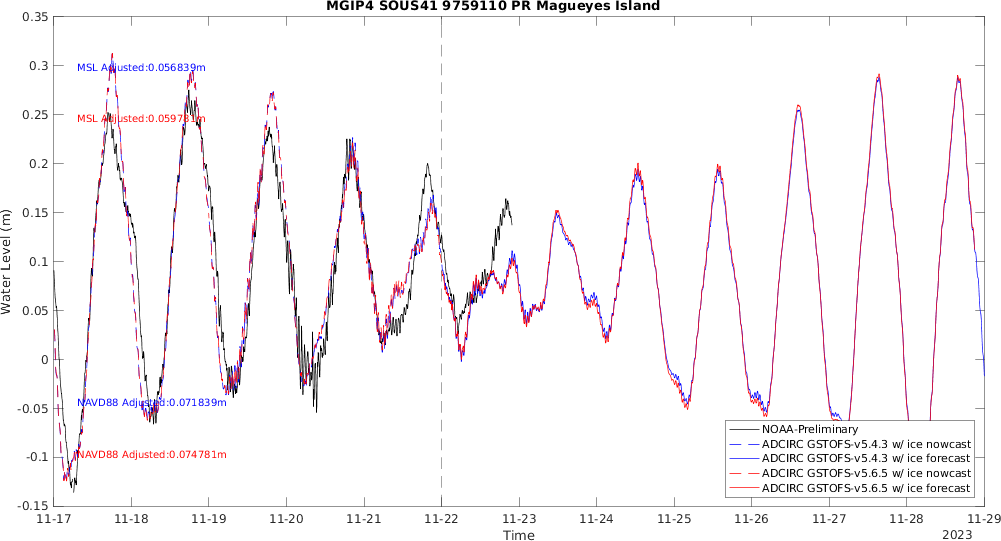 MGIP4 SOUS41 9759110 PR Magueyes Island
0.35
0.3
0.25
0.2
0.15
0.1
0.05
0
-0.05
-0.1
-0.15
Water Level (m)
MSL Adjusted:0.056839m
MSL Adjusted:0.059781m
NAVD88 Adjusted:0.071839m
NAVD88 Adjusted:0.074781m
NOAA-Preliminary
ADCIRC GSTOFS-v5.4.3 w/ ice nowcast
ADCIRC GSTOFS-v5.4.3 w/ ice forecast
ADCIRC GSTOFS-v5.6.5 w/ ice nowcast
ADCIRC GSTOFS-v5.6.5 w/ ice forecast
11-17 11-18 11-19 11-20 11-21 11-22 11-23 11-24 11-25 11-26 11-27 11-28 11-29
Time
2023